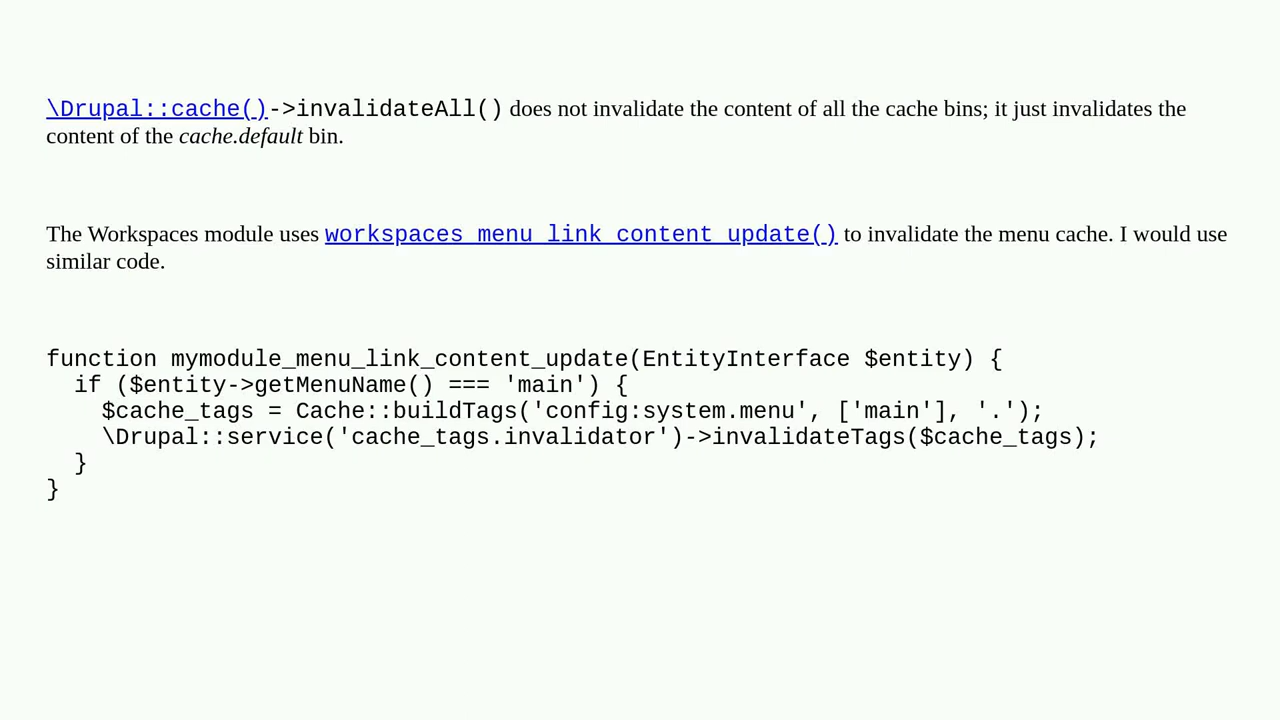 \Drupal::cache()->invalidateAll() does not invalidate the content of all the cache bins; it just invalidates the
content of the cache.default bin.
The Workspaces module uses workspaces_menu_link_content_update() to invalidate the menu cache. I would use
similar code.
function mymodule_menu_link_content_update(EntityInterface $entity) {
  if ($entity->getMenuName() === 'main') {
    $cache_tags = Cache::buildTags('config:system.menu', ['main'], '.');
    \Drupal::service('cache_tags.invalidator')->invalidateTags($cache_tags);
  }
}